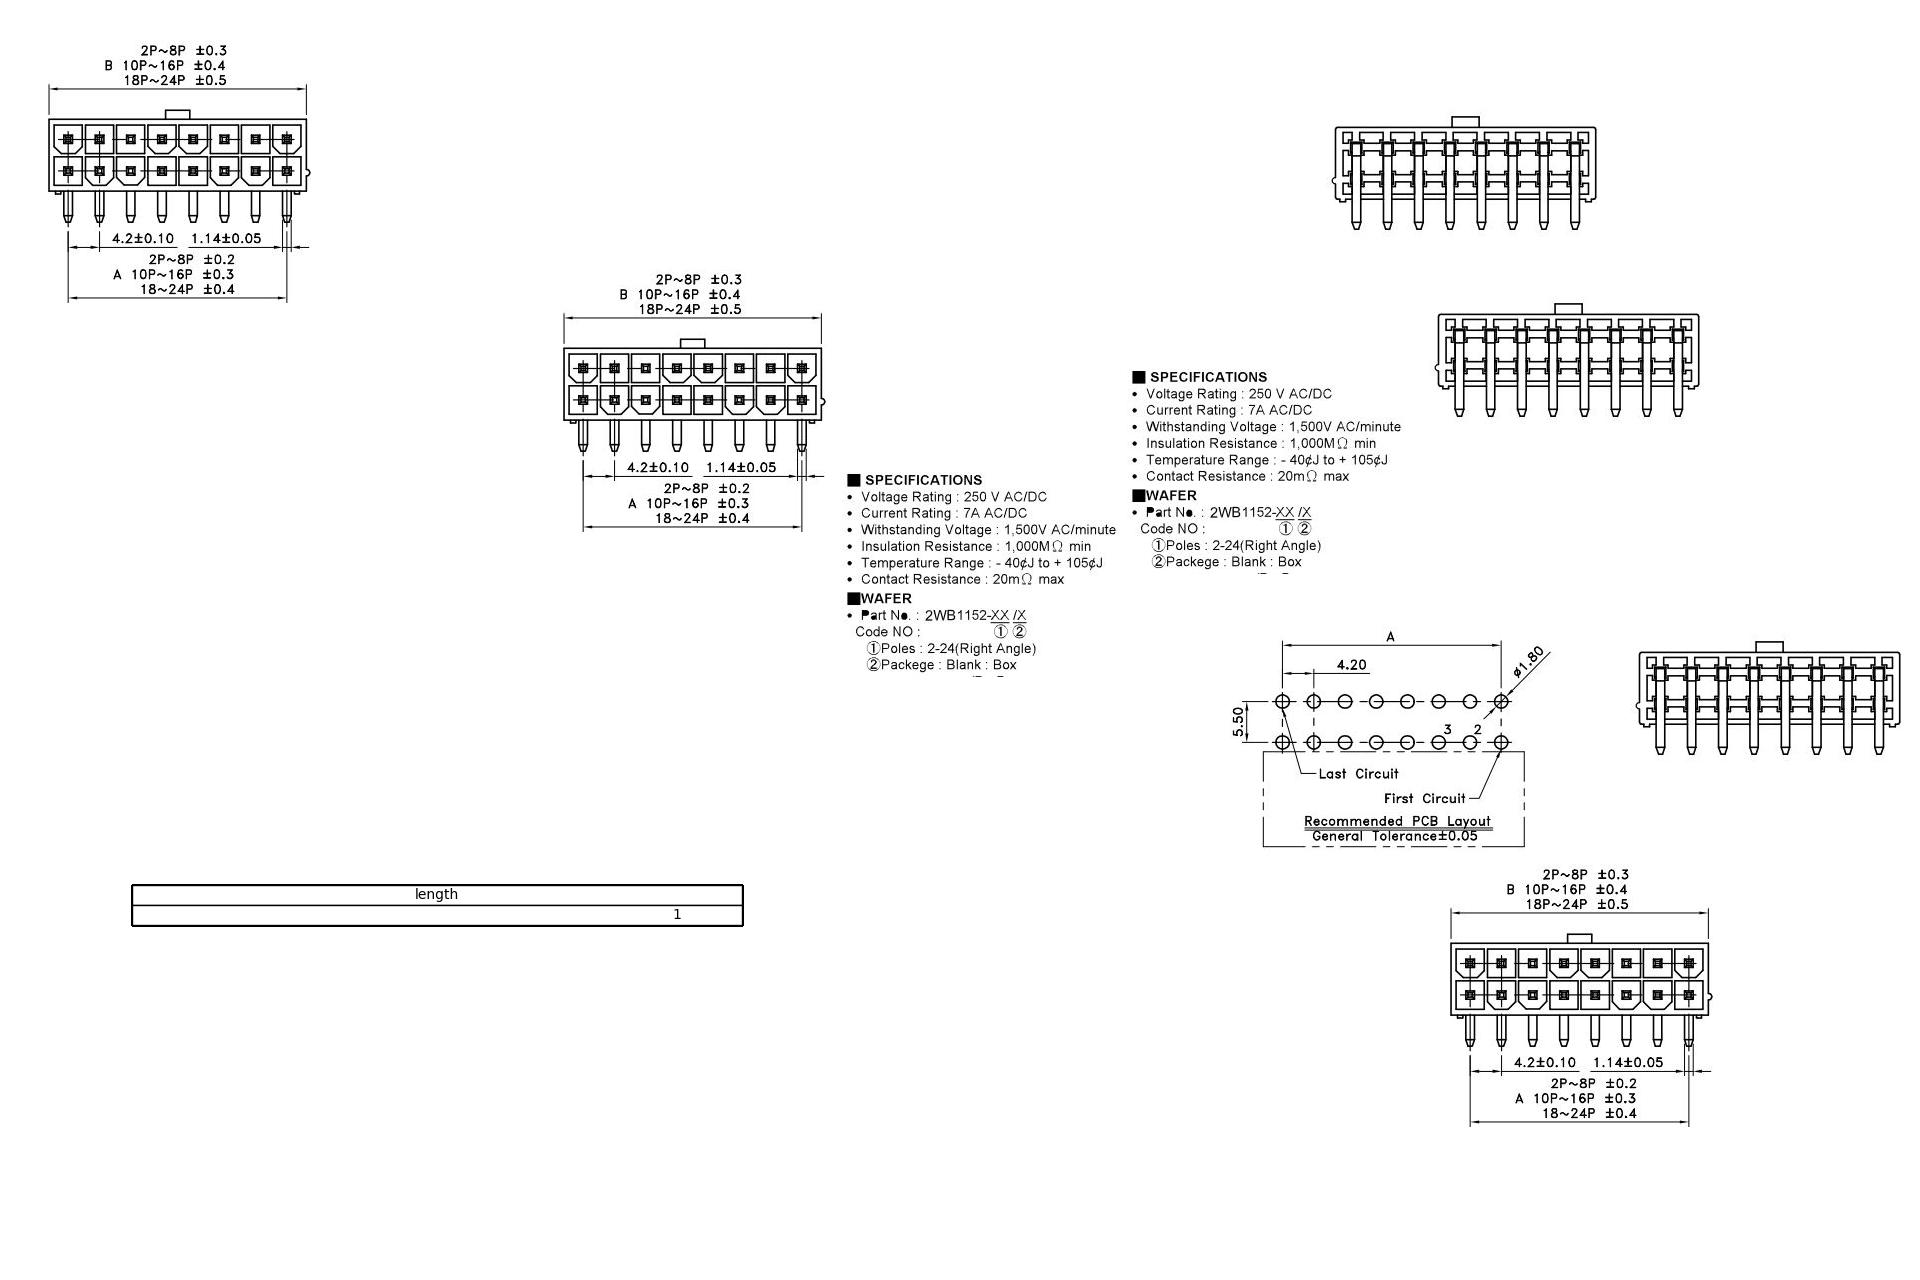 2P~8P ±0.3
B 10P~16P ±0.4
18P~24P ±0.5
4.2±0.10 1.14±0.05
2P~8P ±0.2
A 10P~16P ±0.3
18~24P ±0.4
2P~8P ±0.3
B 10P~16P ±0.4
18P~24P ±0.5
4.2±0.10 1.14±0.05
2P~8P ±0.2
A 10P~16P ±0.3
18~24P ±0.4
■ SPECIFICATIONS
• Voltage Rating : 250 V AC/DC
• Current Rating : 7A AC/DC
• Withstanding Voltage : 1,500V AC/minute
• Insulation Resistance : 1,000MΩ min
• Temperature Range : - 40¢J to + 105¢J
• Contact Resistance : 20mΩ max
■WAFER
• Part No. : 2WB1152-XX /X
Code NO : ① ②
①Poles : 2-24(Right Angle)
②Packege : Blank : Box
■ SPECIFICATIONS
• Voltage Rating : 250 V AC/DC
• Current Rating : 7A AC/DC
• Withstanding Voltage : 1,500V AC/minute
• Insulation Resistance : 1,000MΩ min
• Temperature Range : - 40¢J to + 105¢J
• Contact Resistance : 20mΩ max
■WAFER
• Part No. : 2WB1152-XX /X
Code NO : ① ②
①Poles : 2-24(Right Angle)
②Packege : Blank : Box
A
4.20
ø1.80
5.50
3 2
Last Circuit
First Circuit
Recommended PCB Layout
General Tolerance±0.05
length
1
2P~8P ±0.3
B 10P~16P ±0.4
18P~24P ±0.5
4.2±0.10 1.14±0.05
2P~8P ±0.2
A 10P~16P ±0.3
18~24P ±0.4